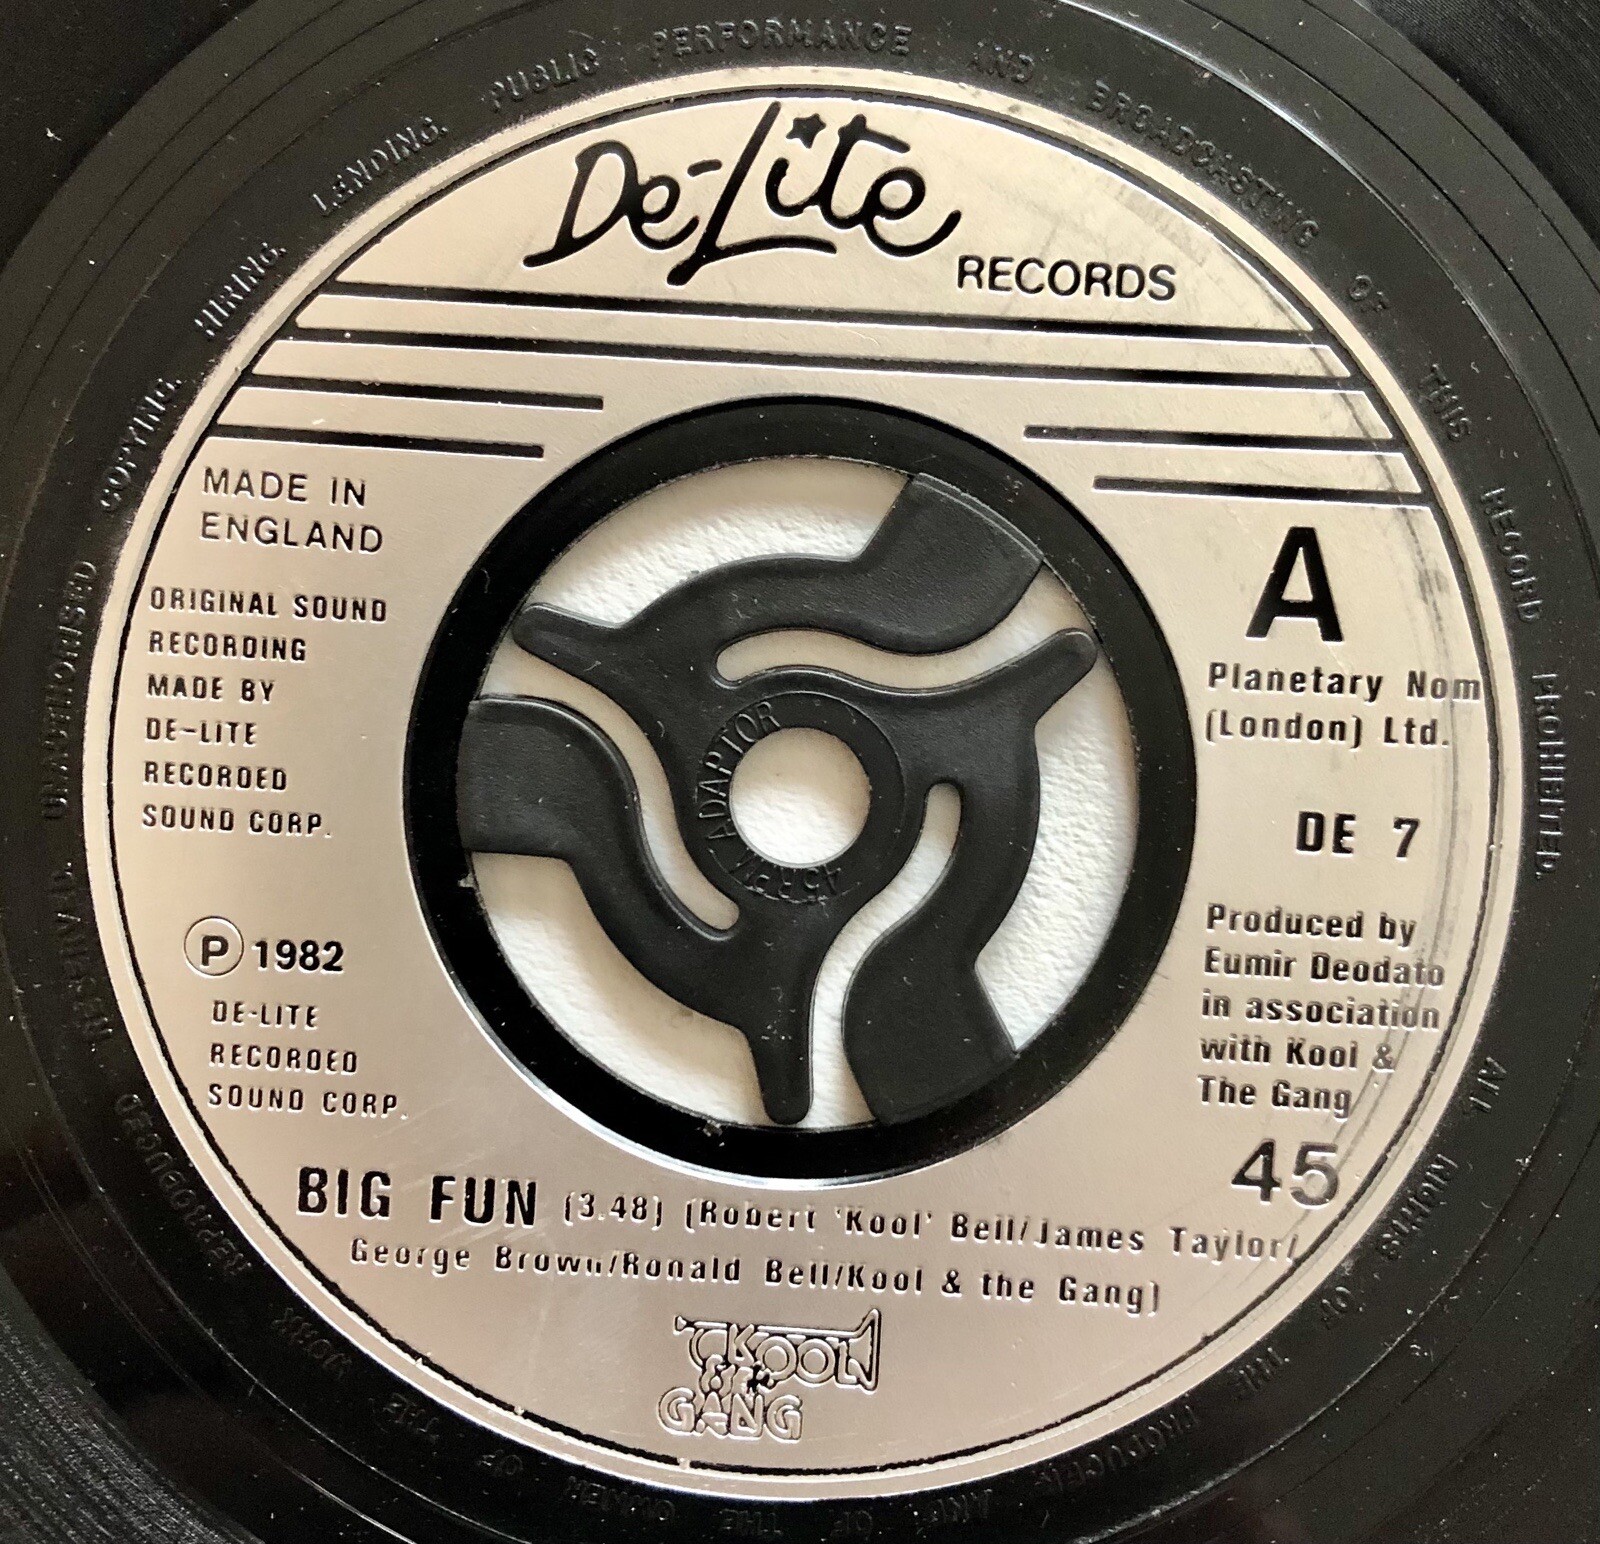 De-Lite
RECORDS
MADE IN
ENGLAND
ORIGINAL SOUND
RECORDING
MADE BY
DE-LITE
RECORDED
SOUND CORP.
Ⓟ 1982
DE-LITE
RECORDED
SOUND CORP.
A
Planetary Nom
(London) Ltd.
DE 7
Produced by
Eumir Deodato
in association
with Kool &
The Gang
45
BIG FUN (3.48) (Robert 'Kool' Bell/James Taylor/
George Brown/Ronald Bell/Kool & the Gang)
KOOL
& THE
GANG
45 RPM ADAPTOR
ALL RIGHTS OF THE PRODUCER AND OF THE OWNER OF THE WORK REPRODUCED RESERVED. UNAUTHORISED COPYING. HIRING. LENDING. PUBLIC PERFORMANCE AND BROADCASTING OF THIS RECORD PROHIBITED.